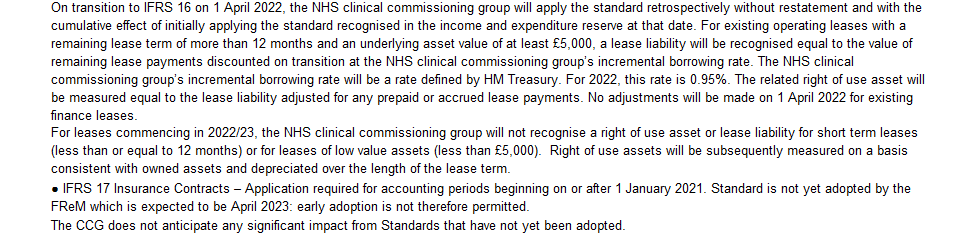 On transition to IFRS 16 on 1 April 2022, the NHS clinical commissioning group will apply the standard retrospectively without restatement and with the
cumulative effect of initially applying the standard recognised in the income and expenditure reserve at that date. For existing operating leases with a
remaining lease term of more than 12 months and an underlying asset value of at least £5,000, a lease liability will be recognised equal to the value of
remaining lease payments discounted on transition at the NHS clinical commissioning group's incremental borrowing rate. The NHS clinical
commissioning group's incremental borrowing rate will be a rate defined by HM Treasury. For 2022, this rate is 0.95%. The related right of use asset will
be measured equal to the lease liability adjusted for any prepaid or accrued lease payments. No adjustments will be made on 1 April 2022 for existing
finance leases.
For leases commencing in 2022/23, the NHS clinical commissioning group will not recognise a right of use asset or lease liability for short term leases
(less than or equal to 12 months) or for leases of low value assets (less than £5,000). Right of use assets will be subsequently measured on a basis
consistent with owned assets and depreciated over the length of the lease term.
● IFRS 17 Insurance Contracts – Application required for accounting periods beginning on or after 1 January 2021. Standard is not yet adopted by the
FReM which is expected to be April 2023: early adoption is not therefore permitted.
The CCG does not anticipate any significant impact from Standards that have not yet been adopted.